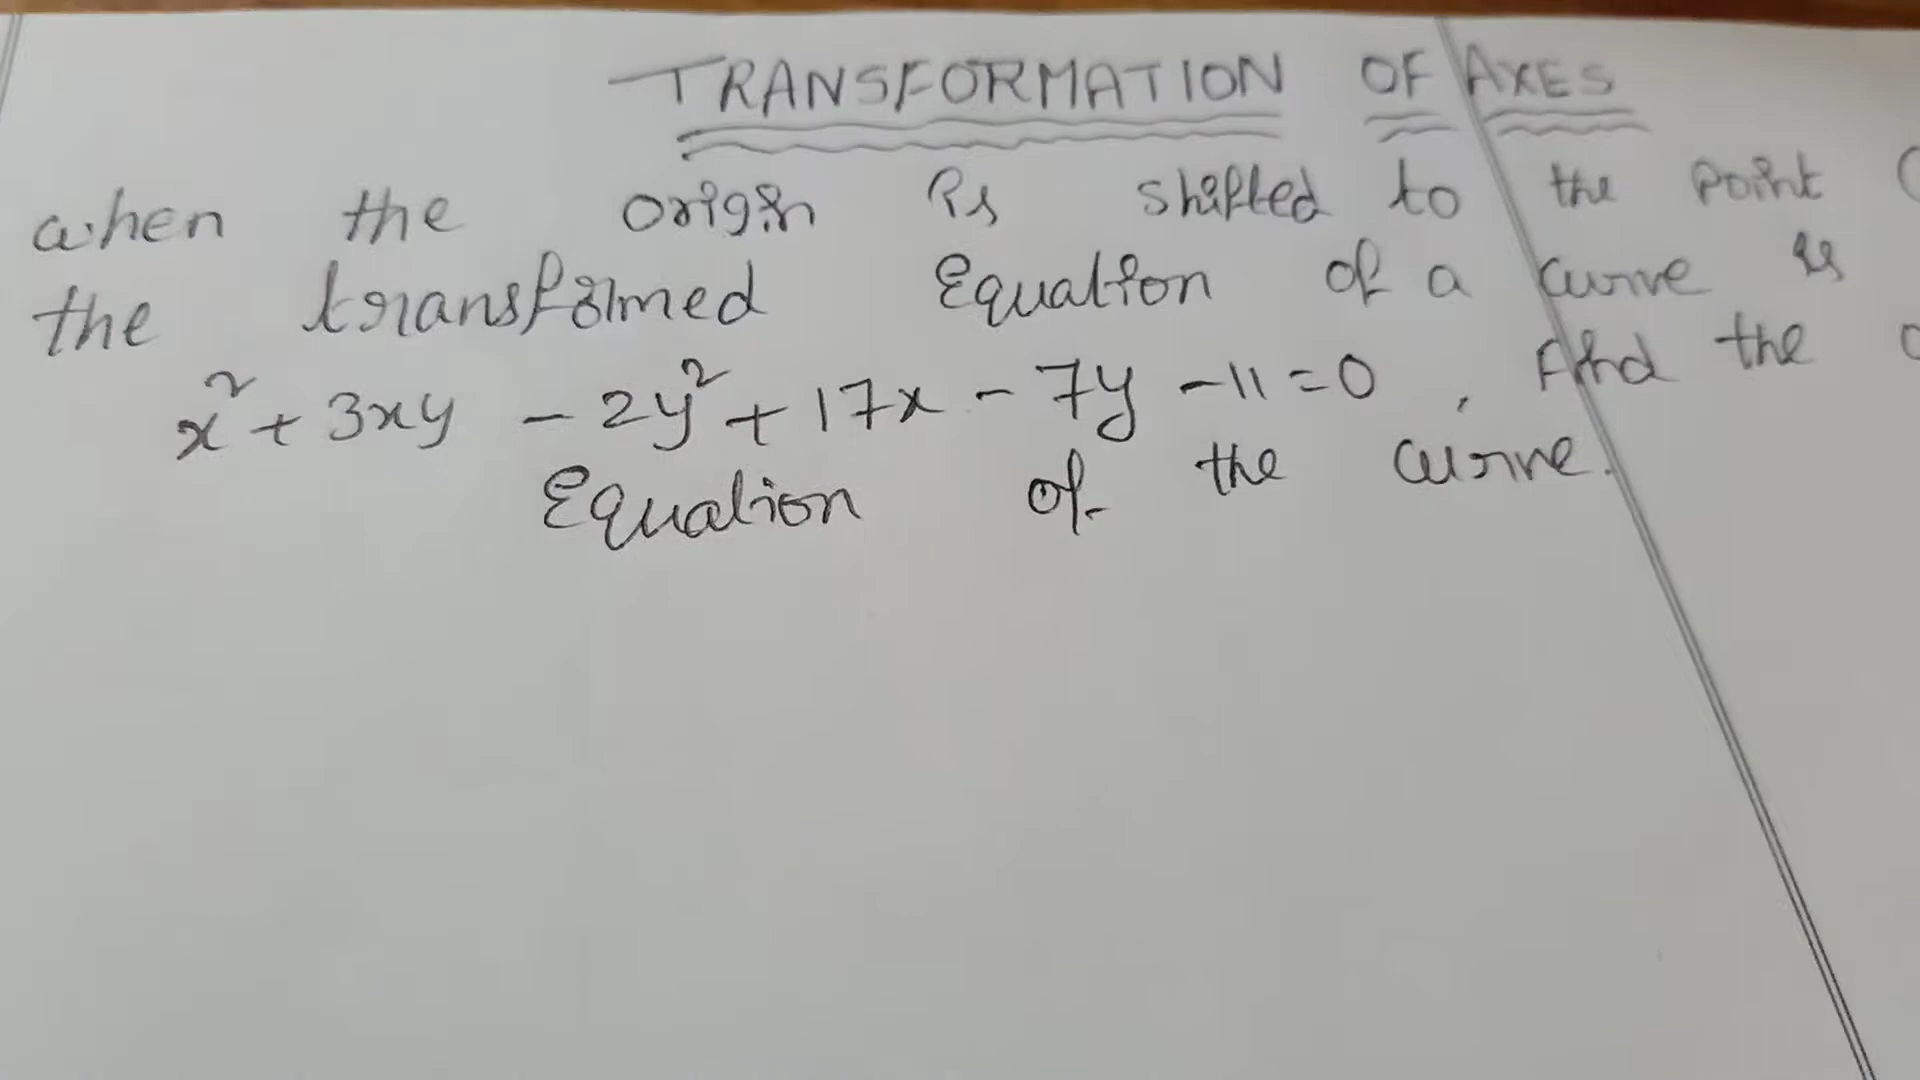 TRANSFORMATION OF AXES
when the origin is shifted to the point (
the transformed Equation of a curve is
x²+3xy -2y²+17x-7y-11=0, Find the
Equation of the curve.